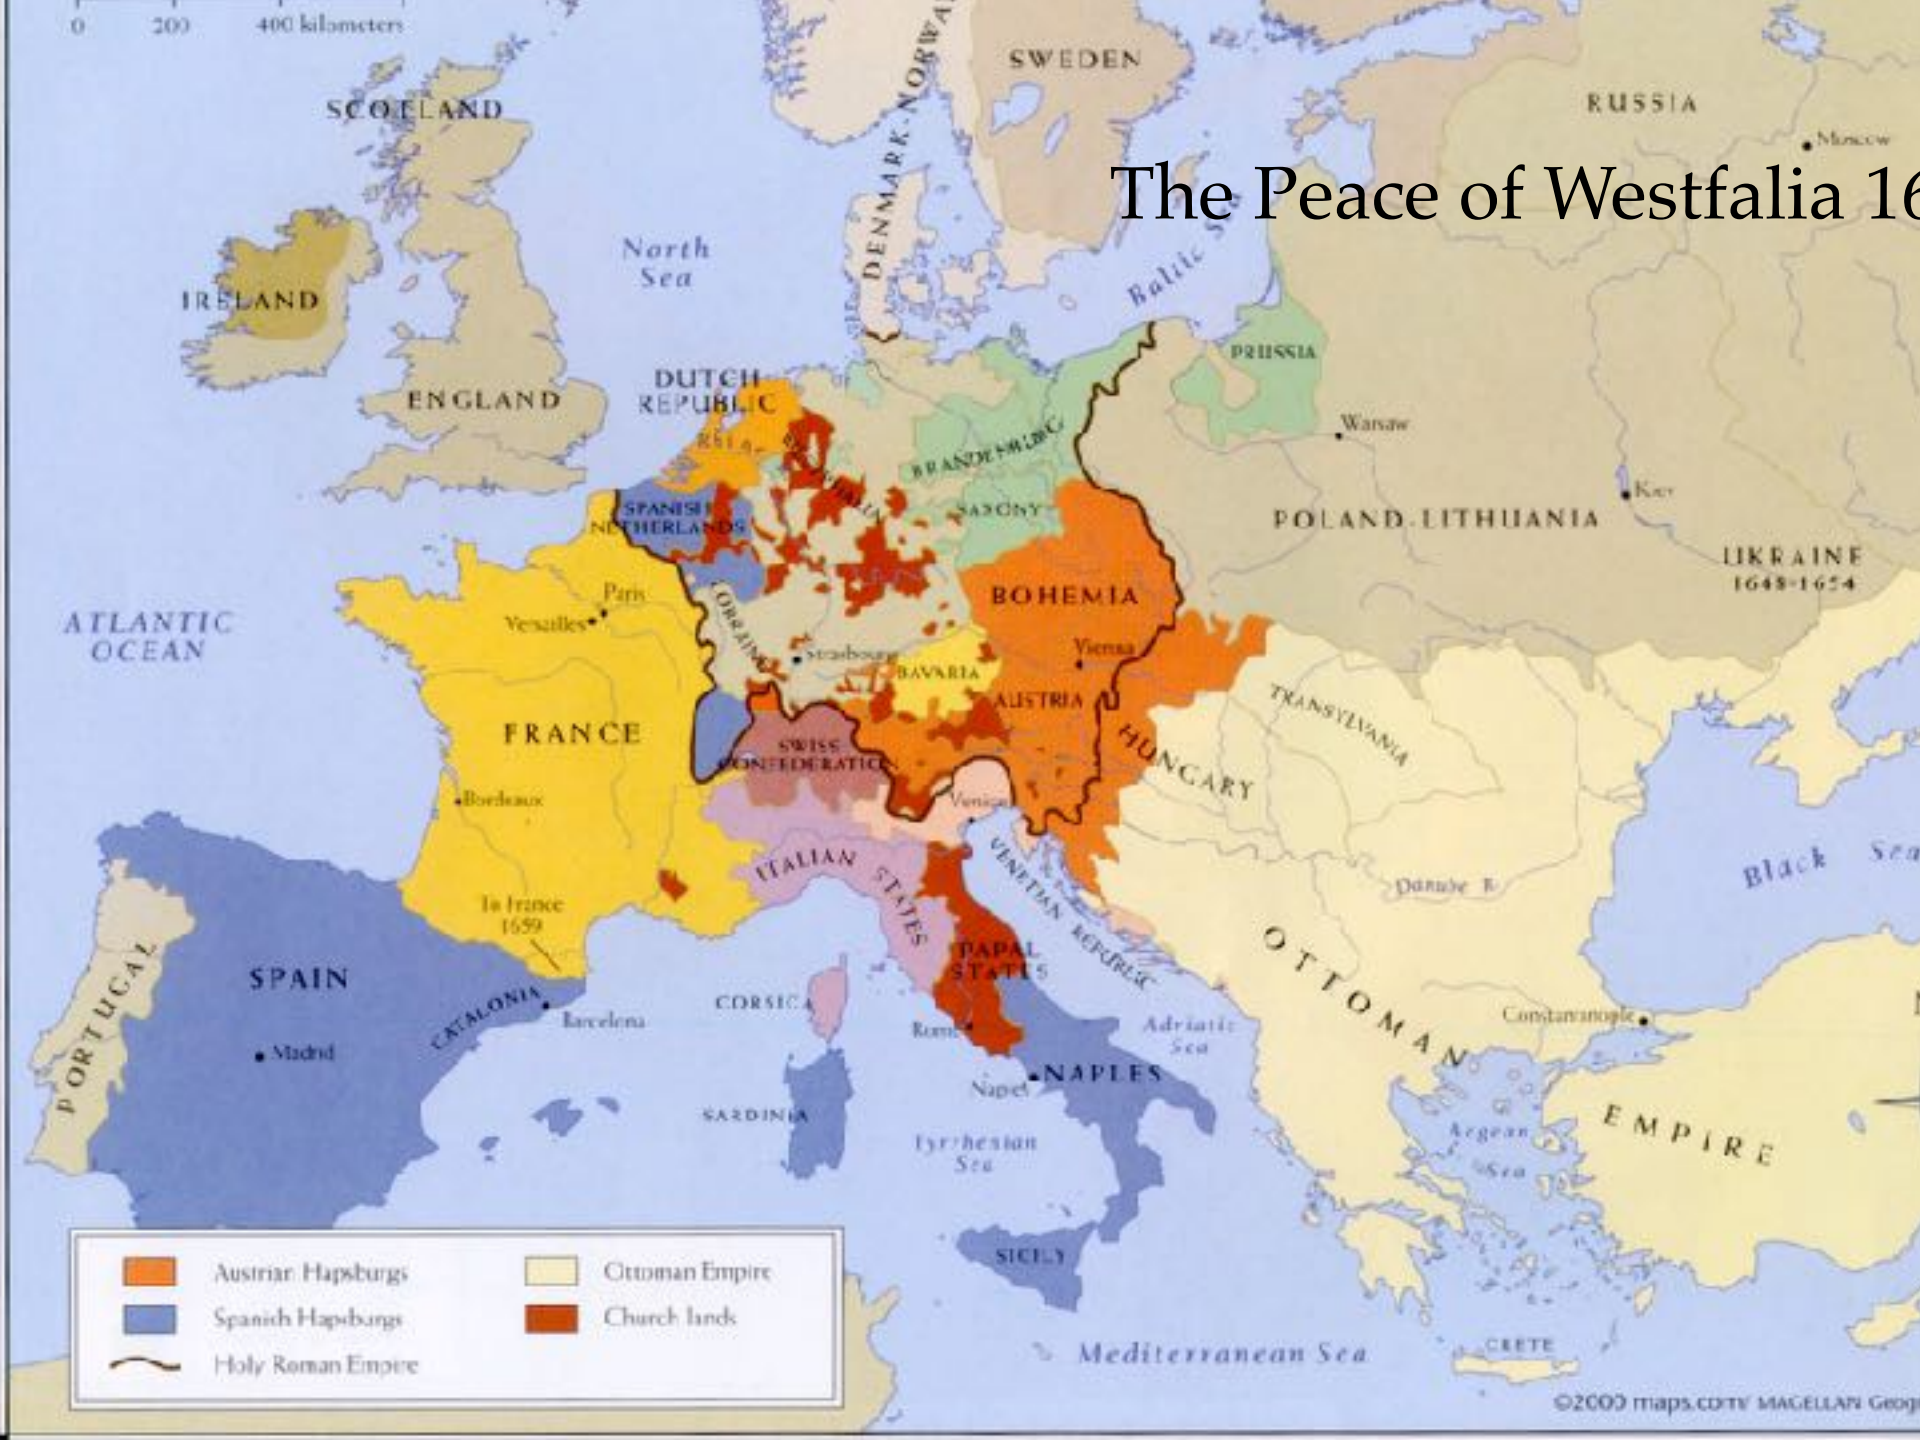 0 200 400 kilometers
SWEDEN
SCOTLAND
RUSSIA
Moscow
DENMARK-NORWAY
The Peace of Westfalia 16
North
Sea
Baltic Sea
IRELAND
PRUSSIA
DUTCH
REPUBLIC
ENGLAND
Warsaw
BRANDENBURG
Kiev
SPANISH
NETHERLANDS
SAXONY
POLAND-LITHUANIA
UKRAINE
1648-1654
BOHEMIA
Paris
Versailles
LORRAINE
ATLANTIC
OCEAN
Strasbourg
Vienna
BAVARIA
AUSTRIA
TRANSYLVANIA
FRANCE
SWISS
CONFEDERATION
HUNGARY
Bordeaux
Venice
ITALIAN STATES
VENETIAN REPUBLIC
Black Sea
Danube R.
To France
1659
PAPAL
STATES
SPAIN
PORTUGAL
CATALONIA
Barcelona
CORSICA
Rome
Adriatic
Sea
OTTOMAN
EMPIRE
Constantinople
Madrid
Naples
NAPLES
SARDINIA
Tyrrhenian
Sea
Aegean
Sea
SICILY
CRETE
Mediterranean Sea
Austrian Hapsburgs
Spanish Hapsburgs
Holy Roman Empire
Ottoman Empire
Church lands
©2000 maps.com/ MAGELLAN Geog